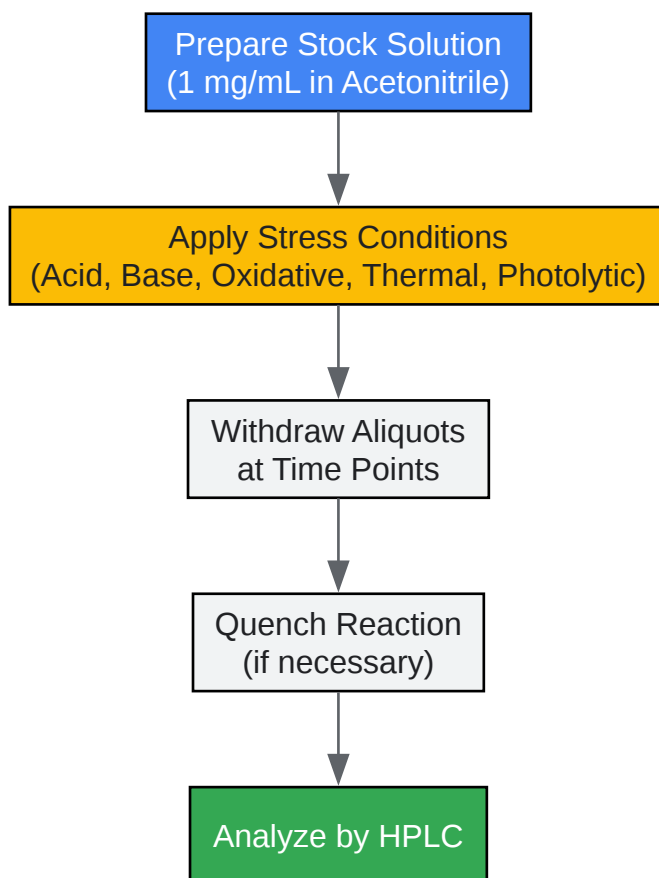 Prepare Stock Solution
(1 mg/mL in Acetonitrile)
Apply Stress Conditions
(Acid, Base, Oxidative, Thermal, Photolytic)
Withdraw Aliquots
at Time Points
Quench Reaction
(if necessary)
Analyze by HPLC